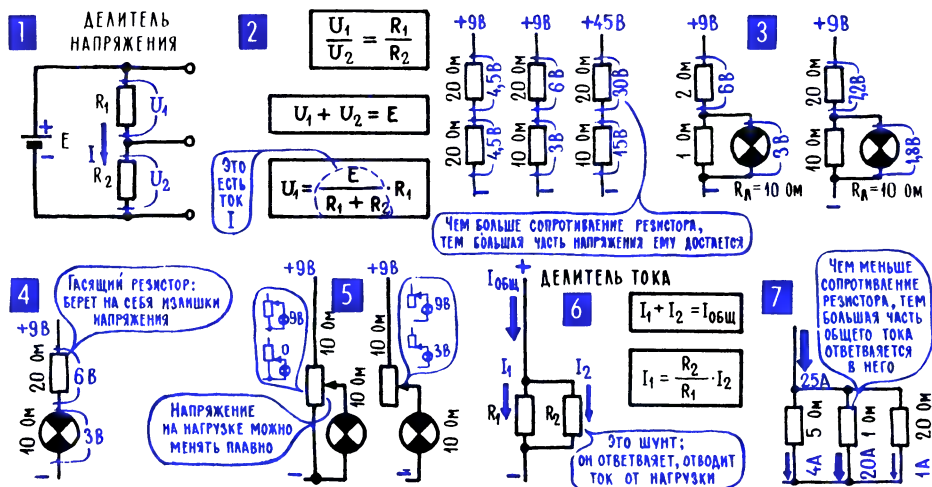 1
ДЕЛИТЕЛЬ
НАПРЯЖЕНИЯ
+
E
-
R1
I
R2
U1
U2
2
U1/U2 = R1/R2
U1 + U2 = E
Это
есть
ток
I
U1 = E/(R1 + R2) · R1
+9В
20 Ом
4,5В
20 Ом
4,5В
-
+9В
20 Ом
6В
10 Ом
3В
-
+45В
20 Ом
30В
10 Ом
15В
-
Чем больше сопротивление резистора,
тем бо́льшая часть напряжения ему достается
3
+9В
2 Ом
6В
1 Ом
3В
Rл=10 Ом
-
+9В
20 Ом
7,2В
10 Ом
1,8В
Rл=10 Ом
-
4
Гасящий резистор:
берет на себя излишки
напряжения
+9В
20 Ом
6В
10 Ом
3В
-
5
+9В
9В
0
10 Ом
10 Ом
-
+9В
9В
3В
10 Ом
10 Ом
-
Напряжение
на нагрузке можно
менять плавно
6
ДЕЛИТЕЛЬ ТОКА
+
Iобщ
I1
I2
R1
R2
-
I1 + I2 = Iобщ
I1 = R2/R1 · I2
Это шунт;
он ответвляет, отводит
ток от нагрузки
7
Чем меньше
сопротивление
резистора, тем
бо́льшая часть
общего тока
ответвляется
в него
25А
5 Ом
1 Ом
20 Ом
4А
20А
1А